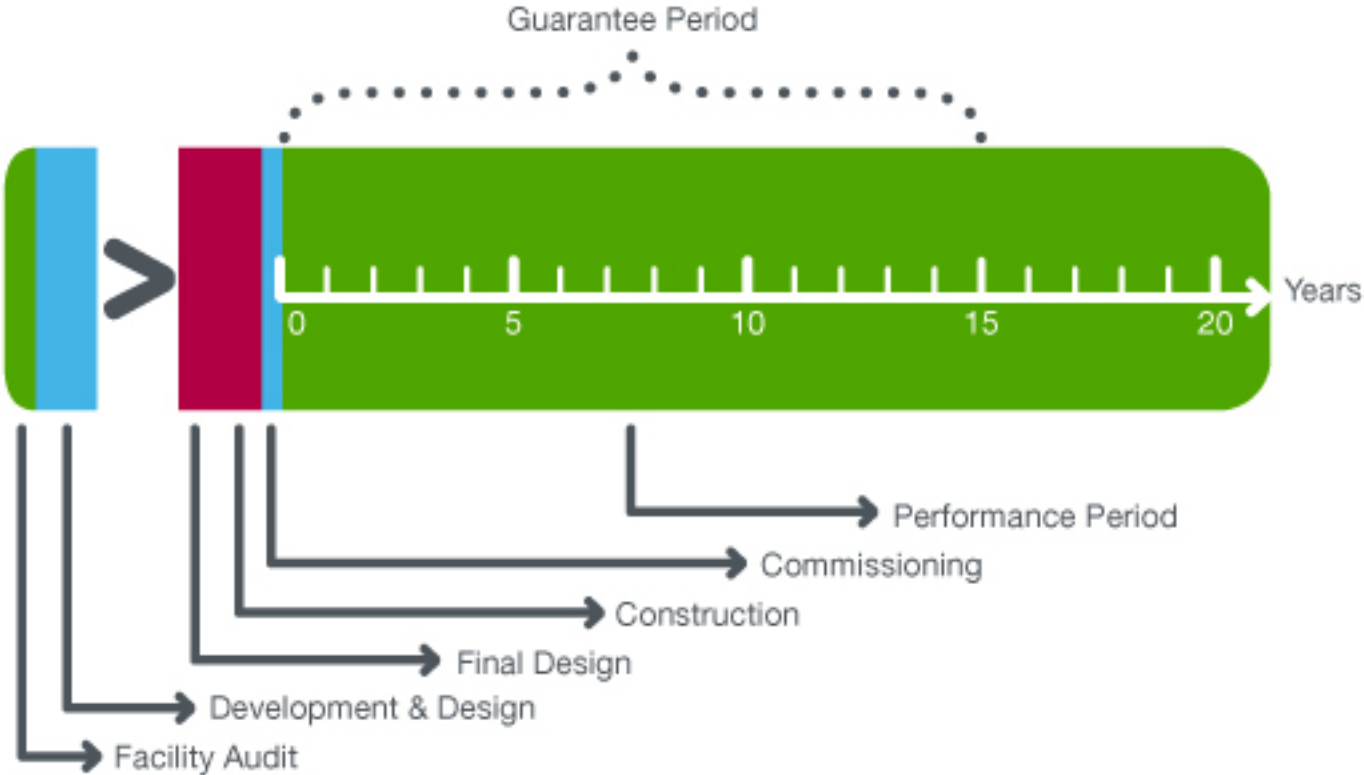 Guarantee Period
Years
0 5 10 15 20
Performance Period
Commissioning
Construction
Final Design
Development & Design
Facility Audit